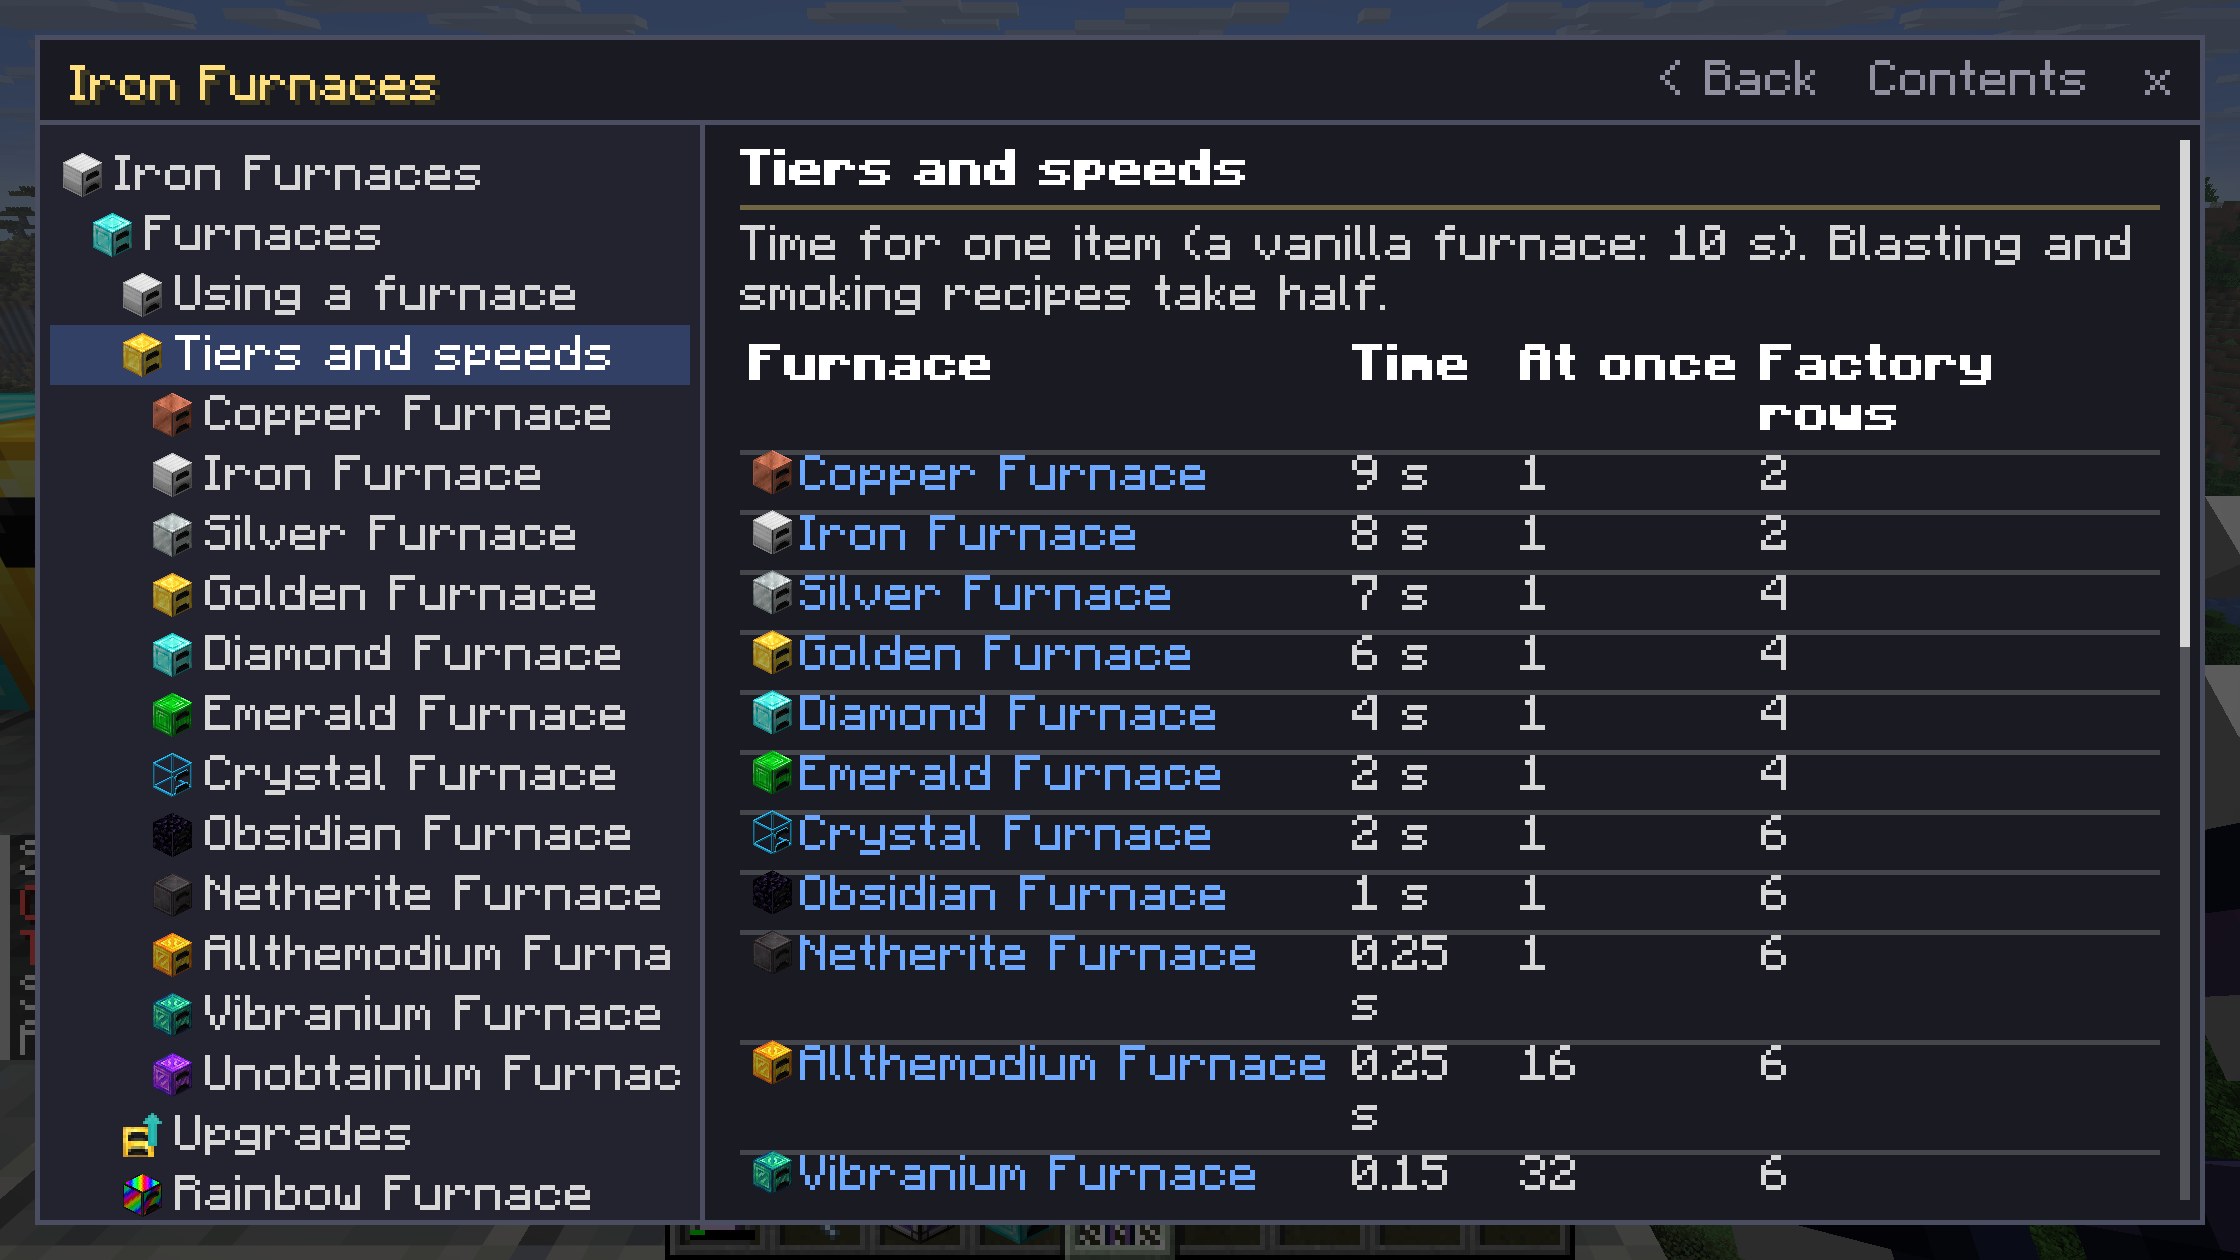 Iron Furnaces
< Back Contents x
Iron Furnaces
Furnaces
Using a furnace
Tiers and speeds
Copper Furnace
Iron Furnace
Silver Furnace
Golden Furnace
Diamond Furnace
Emerald Furnace
Crystal Furnace
Obsidian Furnace
Netherite Furnace
Allthemodium Furna
Vibranium Furnace
Unobtainium Furnac
Upgrades
Rainbow Furnace
Tiers and speeds
Time for one item (a vanilla furnace: 10 s). Blasting and
smoking recipes take half.
Furnace Time At once Factory
rows
Copper Furnace 9 s 1 2
Iron Furnace 8 s 1 2
Silver Furnace 7 s 1 4
Golden Furnace 6 s 1 4
Diamond Furnace 4 s 1 4
Emerald Furnace 2 s 1 4
Crystal Furnace 2 s 1 6
Obsidian Furnace 1 s 1 6
Netherite Furnace 0.25 1 6
s
Allthemodium Furnace 0.25 16 6
s
Vibranium Furnace 0.15 32 6